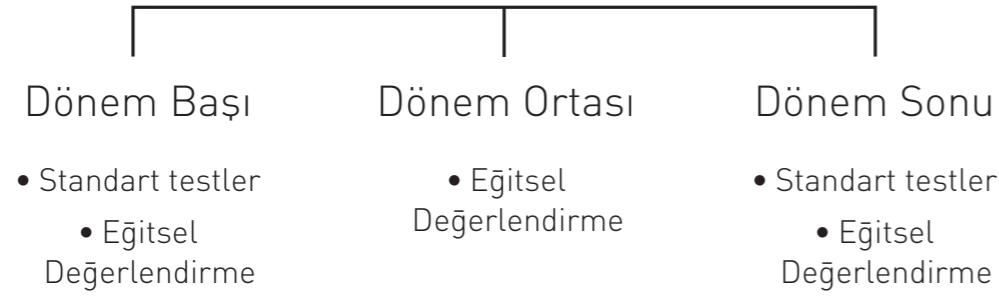 Dönem Başı
• Standart testler
• Eğitsel
Değerlendirme
Dönem Ortası
• Eğitsel
Değerlendirme
Dönem Sonu
• Standart testler
• Eğitsel
Değerlendirme